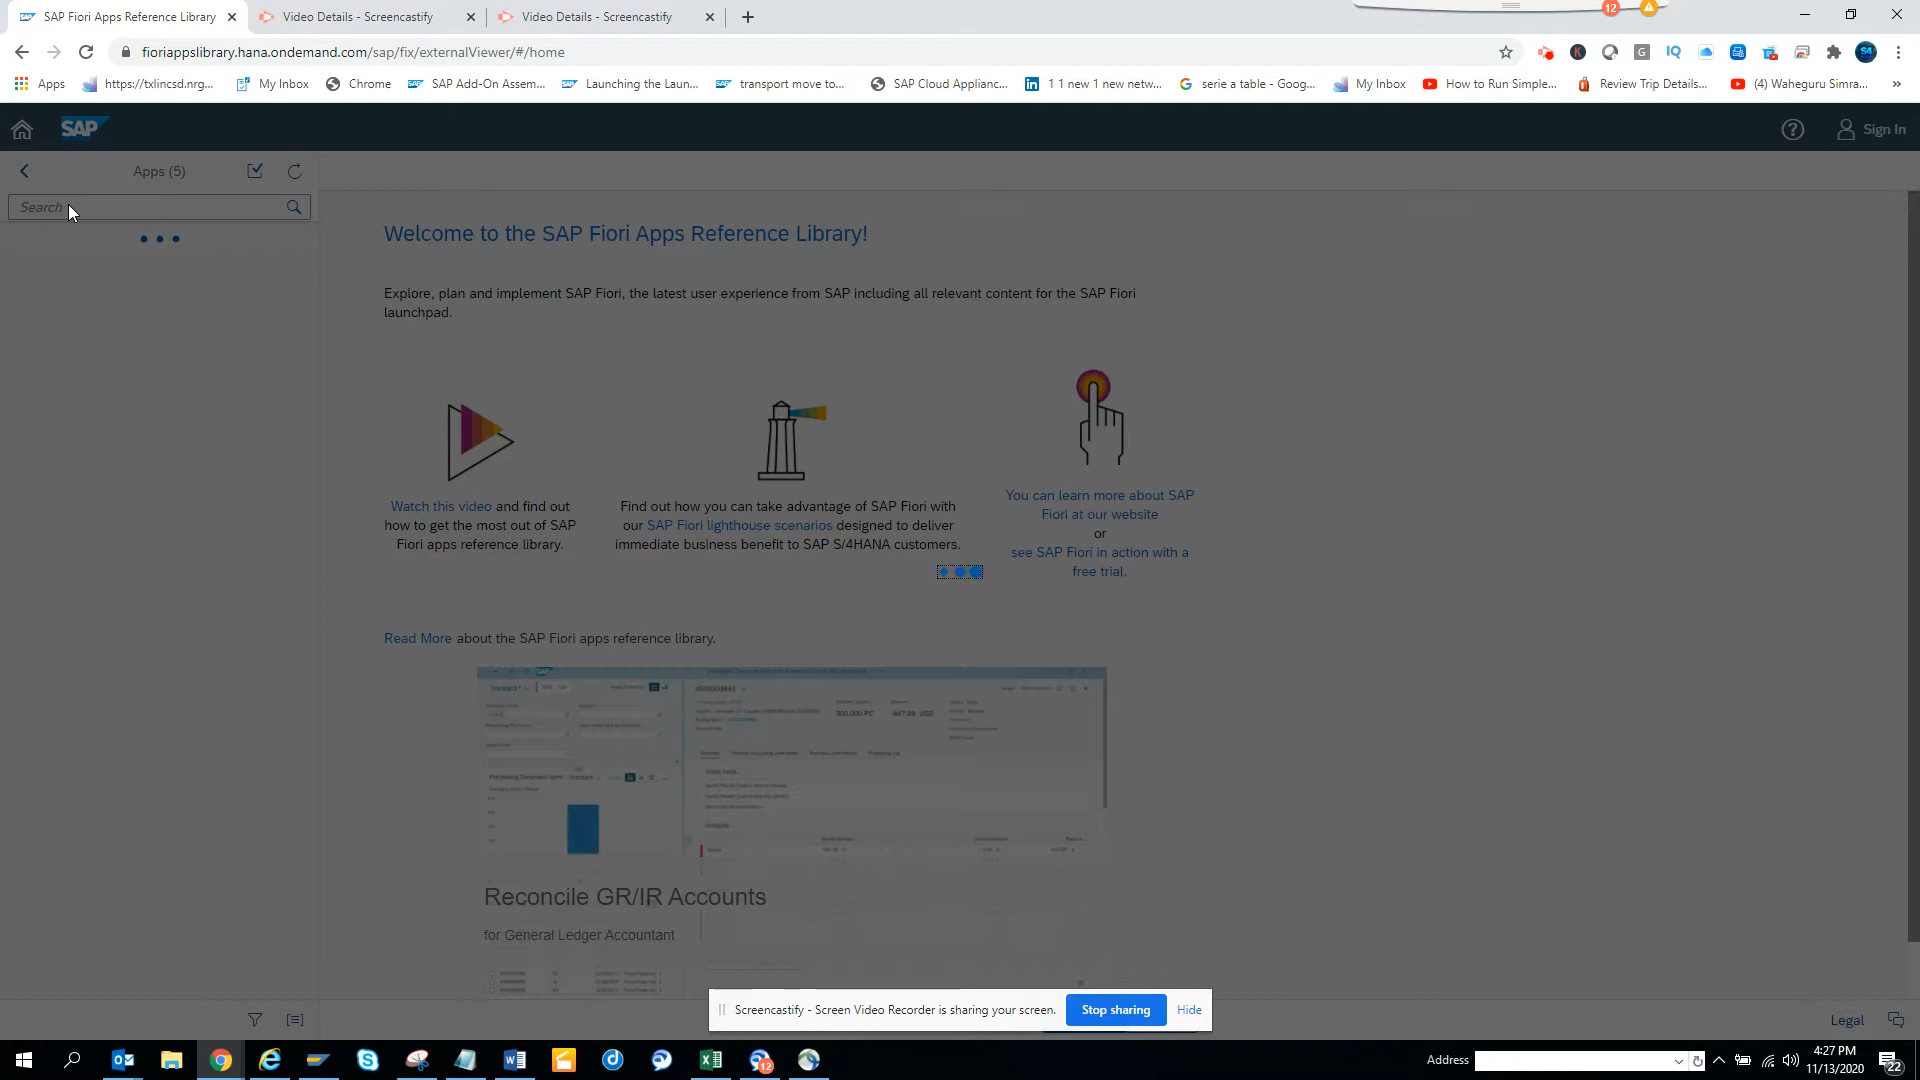 SAP Fiori Apps Reference Library
Video Details - Screencastify
Video Details - Screencastify
12
fioriappslibrary.hana.ondemand.com/sap/fix/externalViewer/#/home
Apps
https://txlincsd.nrg...
My Inbox
Chrome
SAP Add-On Assem...
Launching the Laun...
transport move to...
SAP Cloud Applianc...
1 1 new 1 new netw...
serie a table - Goog...
My Inbox
How to Run Simple...
Review Trip Details...
(4) Waheguru Simra...
»
SAP
Sign In
Apps (5)
Search
Welcome to the SAP Fiori Apps Reference Library!
Explore, plan and implement SAP Fiori, the latest user experience from SAP including all relevant content for the SAP Fiori
launchpad.
Watch this video and find out
how to get the most out of SAP
Fiori apps reference library.
Find out how you can take advantage of SAP Fiori with
our SAP Fiori lighthouse scenarios designed to deliver
immediate business benefit to SAP S/4HANA customers.
You can learn more about SAP
Fiori at our website
or
see SAP Fiori in action with a
free trial.
Read More about the SAP Fiori apps reference library.
Reconcile GR/IR Accounts
for General Ledger Accountant
Screencastify - Screen Video Recorder is sharing your screen.
Stop sharing
Hide
Legal
12
Address
4:27 PM
11/13/2020
22